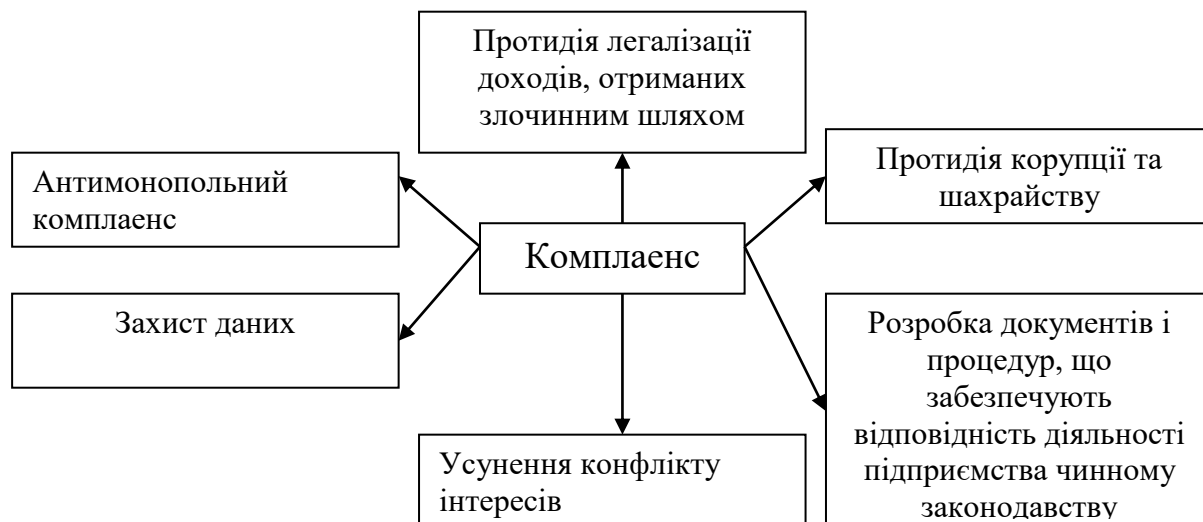 Протидія легалізації
доходів, отриманих
злочинним шляхом
Антимонопольний
комплаенс
Протидія корупції та
шахрайству
Комплаенс
Захист даних
Розробка документів і
процедур, що
забезпечують
відповідність діяльності
підприємства чинному
законодавству
Усунення конфлікту
інтересів